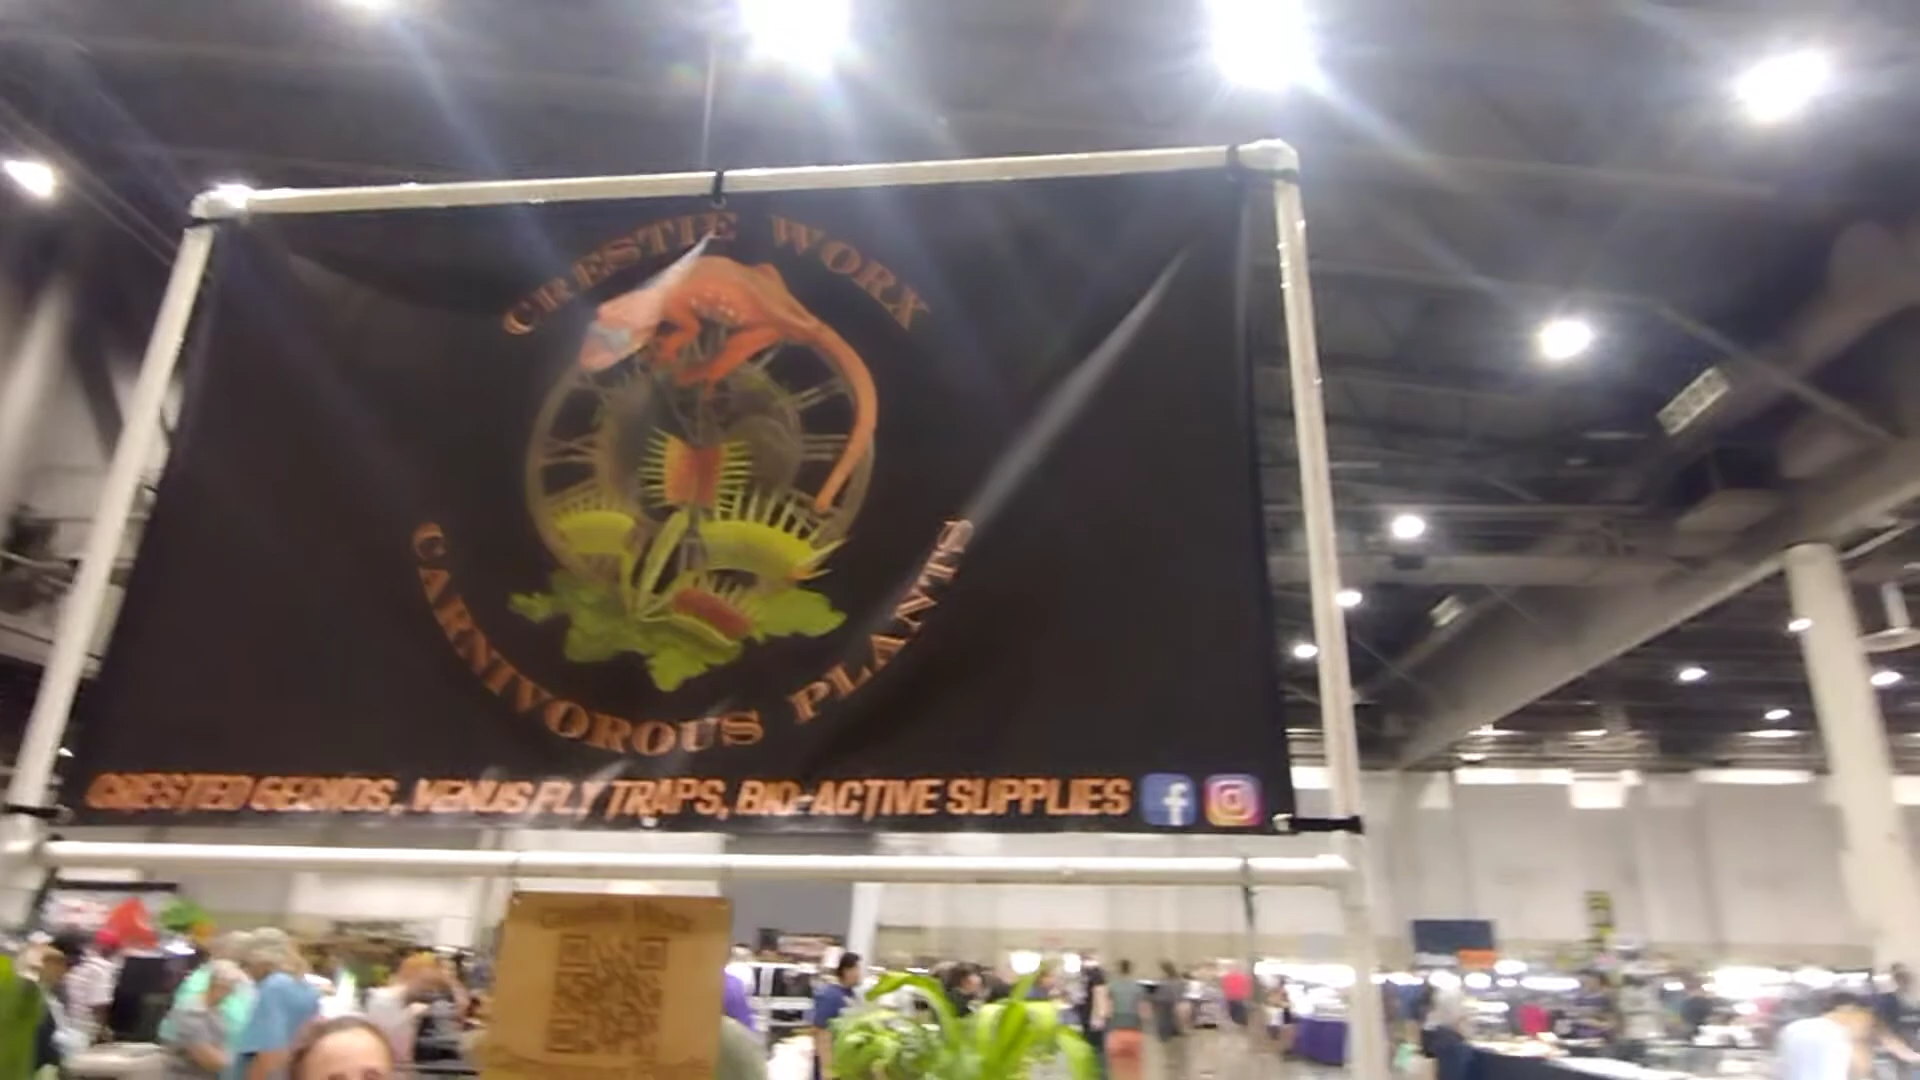 CRESTIE WORX
CARNIVOROUS PLANTS
CRESTED GECKOS, VENUS FLY TRAPS, BIO-ACTIVE SUPPLIES